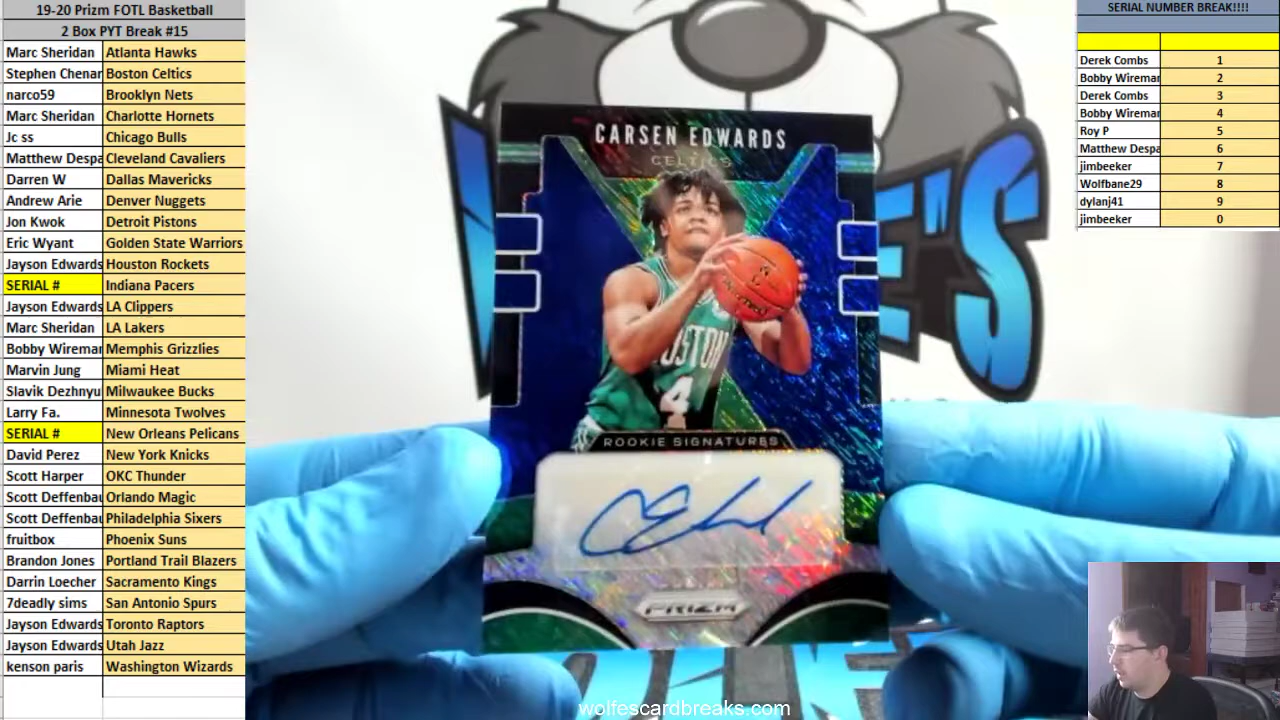 19-20 Prizm FOTL Basketball
2 Box PYT Break #15
Marc Sheridan Atlanta Hawks
Stephen Chenar Boston Celtics
narco59 Brooklyn Nets
Marc Sheridan Charlotte Hornets
Jc ss Chicago Bulls
Matthew Despa Cleveland Cavaliers
Darren W Dallas Mavericks
Andrew Arie Denver Nuggets
Jon Kwok Detroit Pistons
Eric Wyant Golden State Warriors
Jayson Edwards Houston Rockets
SERIAL # Indiana Pacers
Jayson Edwards LA Clippers
Marc Sheridan LA Lakers
Bobby Wireman Memphis Grizzlies
Marvin Jung Miami Heat
Slavik Dezhnyu Milwaukee Bucks
Larry Fa. Minnesota Twolves
SERIAL # New Orleans Pelicans
David Perez New York Knicks
Scott Harper OKC Thunder
Scott Deffenbau Orlando Magic
Scott Deffenbau Philadelphia Sixers
fruitbox Phoenix Suns
Brandon Jones Portland Trail Blazers
Darrin Loecher Sacramento Kings
7deadly sims San Antonio Spurs
Jayson Edwards Toronto Raptors
Jayson Edwards Utah Jazz
kenson paris Washington Wizards
CARSEN EDWARDS
CELTICS
4
ROOKIE SIGNATURES
PRIZM
wolfescardbreaks.com
SERIAL NUMBER BREAK!!!!
Derek Combs 1
Bobby Wireman 2
Derek Combs 3
Bobby Wireman 4
Roy P 5
Matthew Despa 6
jimbeeker 7
Wolfbane29 8
dylanj41 9
jimbeeker 0